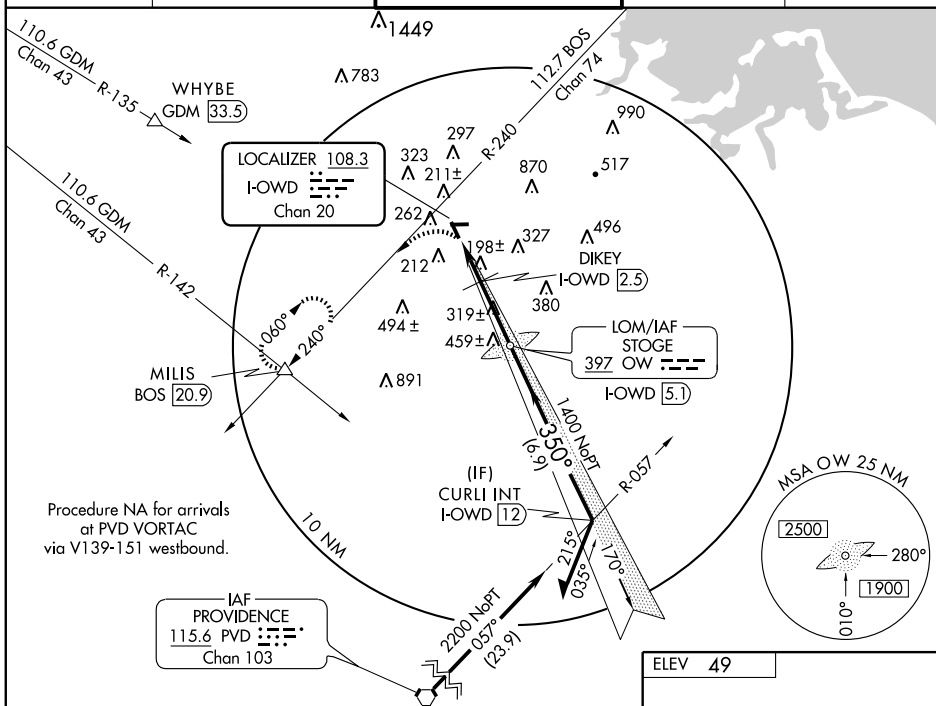 1449
110.6 GDM
Chan 43
R-135
WHYBE
GDM 33.5
783
112.7 BOS
Chan 74
R-240
990
297
323
211±
870
517
LOCALIZER 108.3
I-OWD
Chan 20
262
212
198±
327
496
DIKEY
I-OWD 2.5
380
110.6 GDM
Chan 43
R-142
494 ±
319±
459±
LOM/IAF
STOGE
397 OW
I-OWD 5.1
060°
240°
MILIS
BOS 20.9
891
1400 NoPT
350°
(6.9)
R-057
(IF)
CURLI INT
I-OWD 12
215°
035°
170°
10 NM
Procedure NA for arrivals
at PVD VORTAC
via V139-151 westbound.
MSA OW 25 NM
2500
280°
1900
010°
IAF
PROVIDENCE
115.6 PVD
Chan 103
2200 NoPT
057°
(23.9)
ELEV 49